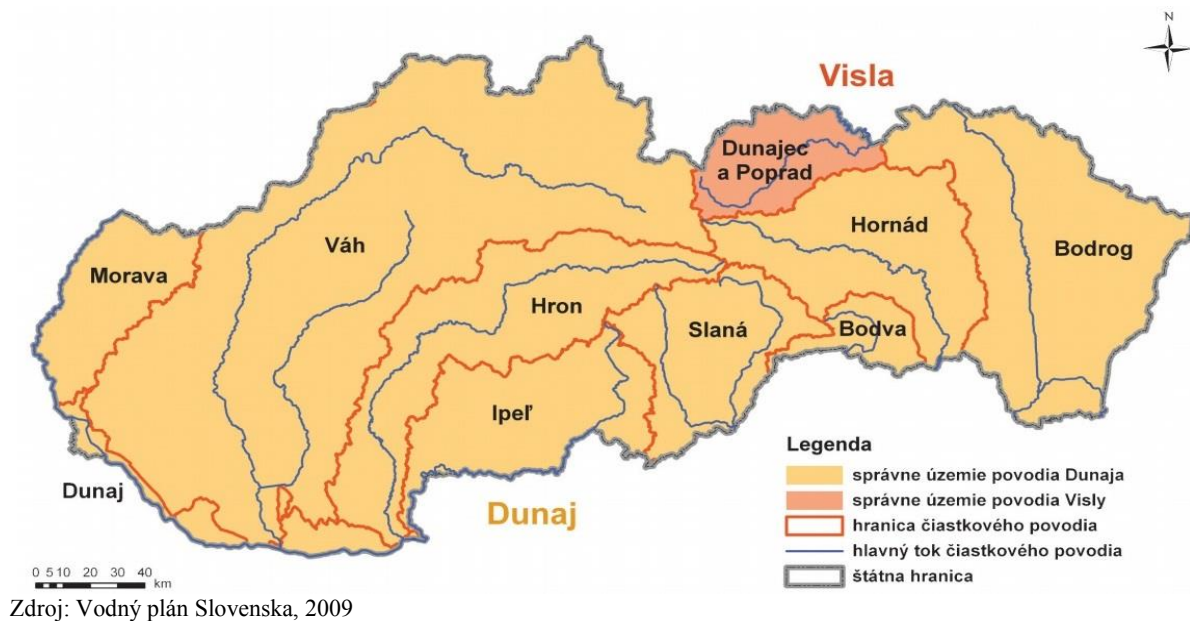 N
Visla
Dunajec
a Poprad
Hornád
Váh
Bodrog
Morava
Hron
Slaná
Bodva
Ipeľ
Dunaj
Dunaj
Legenda
správne územie povodia Dunaja
správne územie povodia Visly
hranica čiastkového povodia
hlavný tok čiastkového povodia
štátna hranica
0 5 10 20 30 40
km
Zdroj: Vodný plán Slovenska, 2009